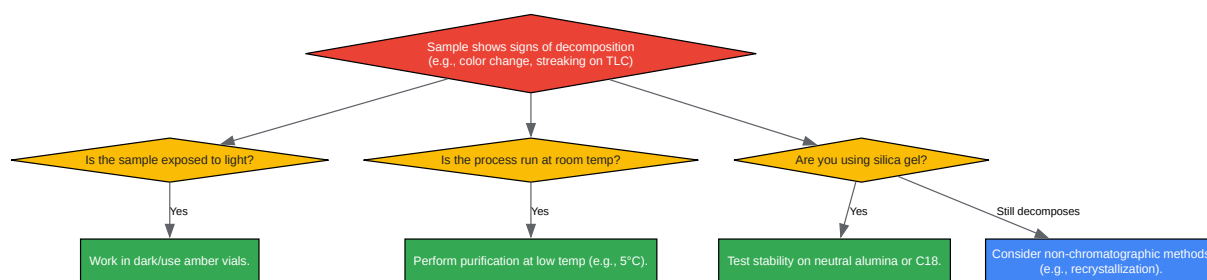 Sample shows signs of decomposition
(e.g., color change, streaking on TLC)
Is the sample exposed to light?
Is the process run at room temp?
Are you using silica gel?
Yes
Yes
Yes
Still decomposes
Work in dark/use amber vials.
Perform purification at low temp (e.g., 5°C).
Test stability on neutral alumina or C18.
Consider non-chromatographic methods
(e.g., recrystallization).